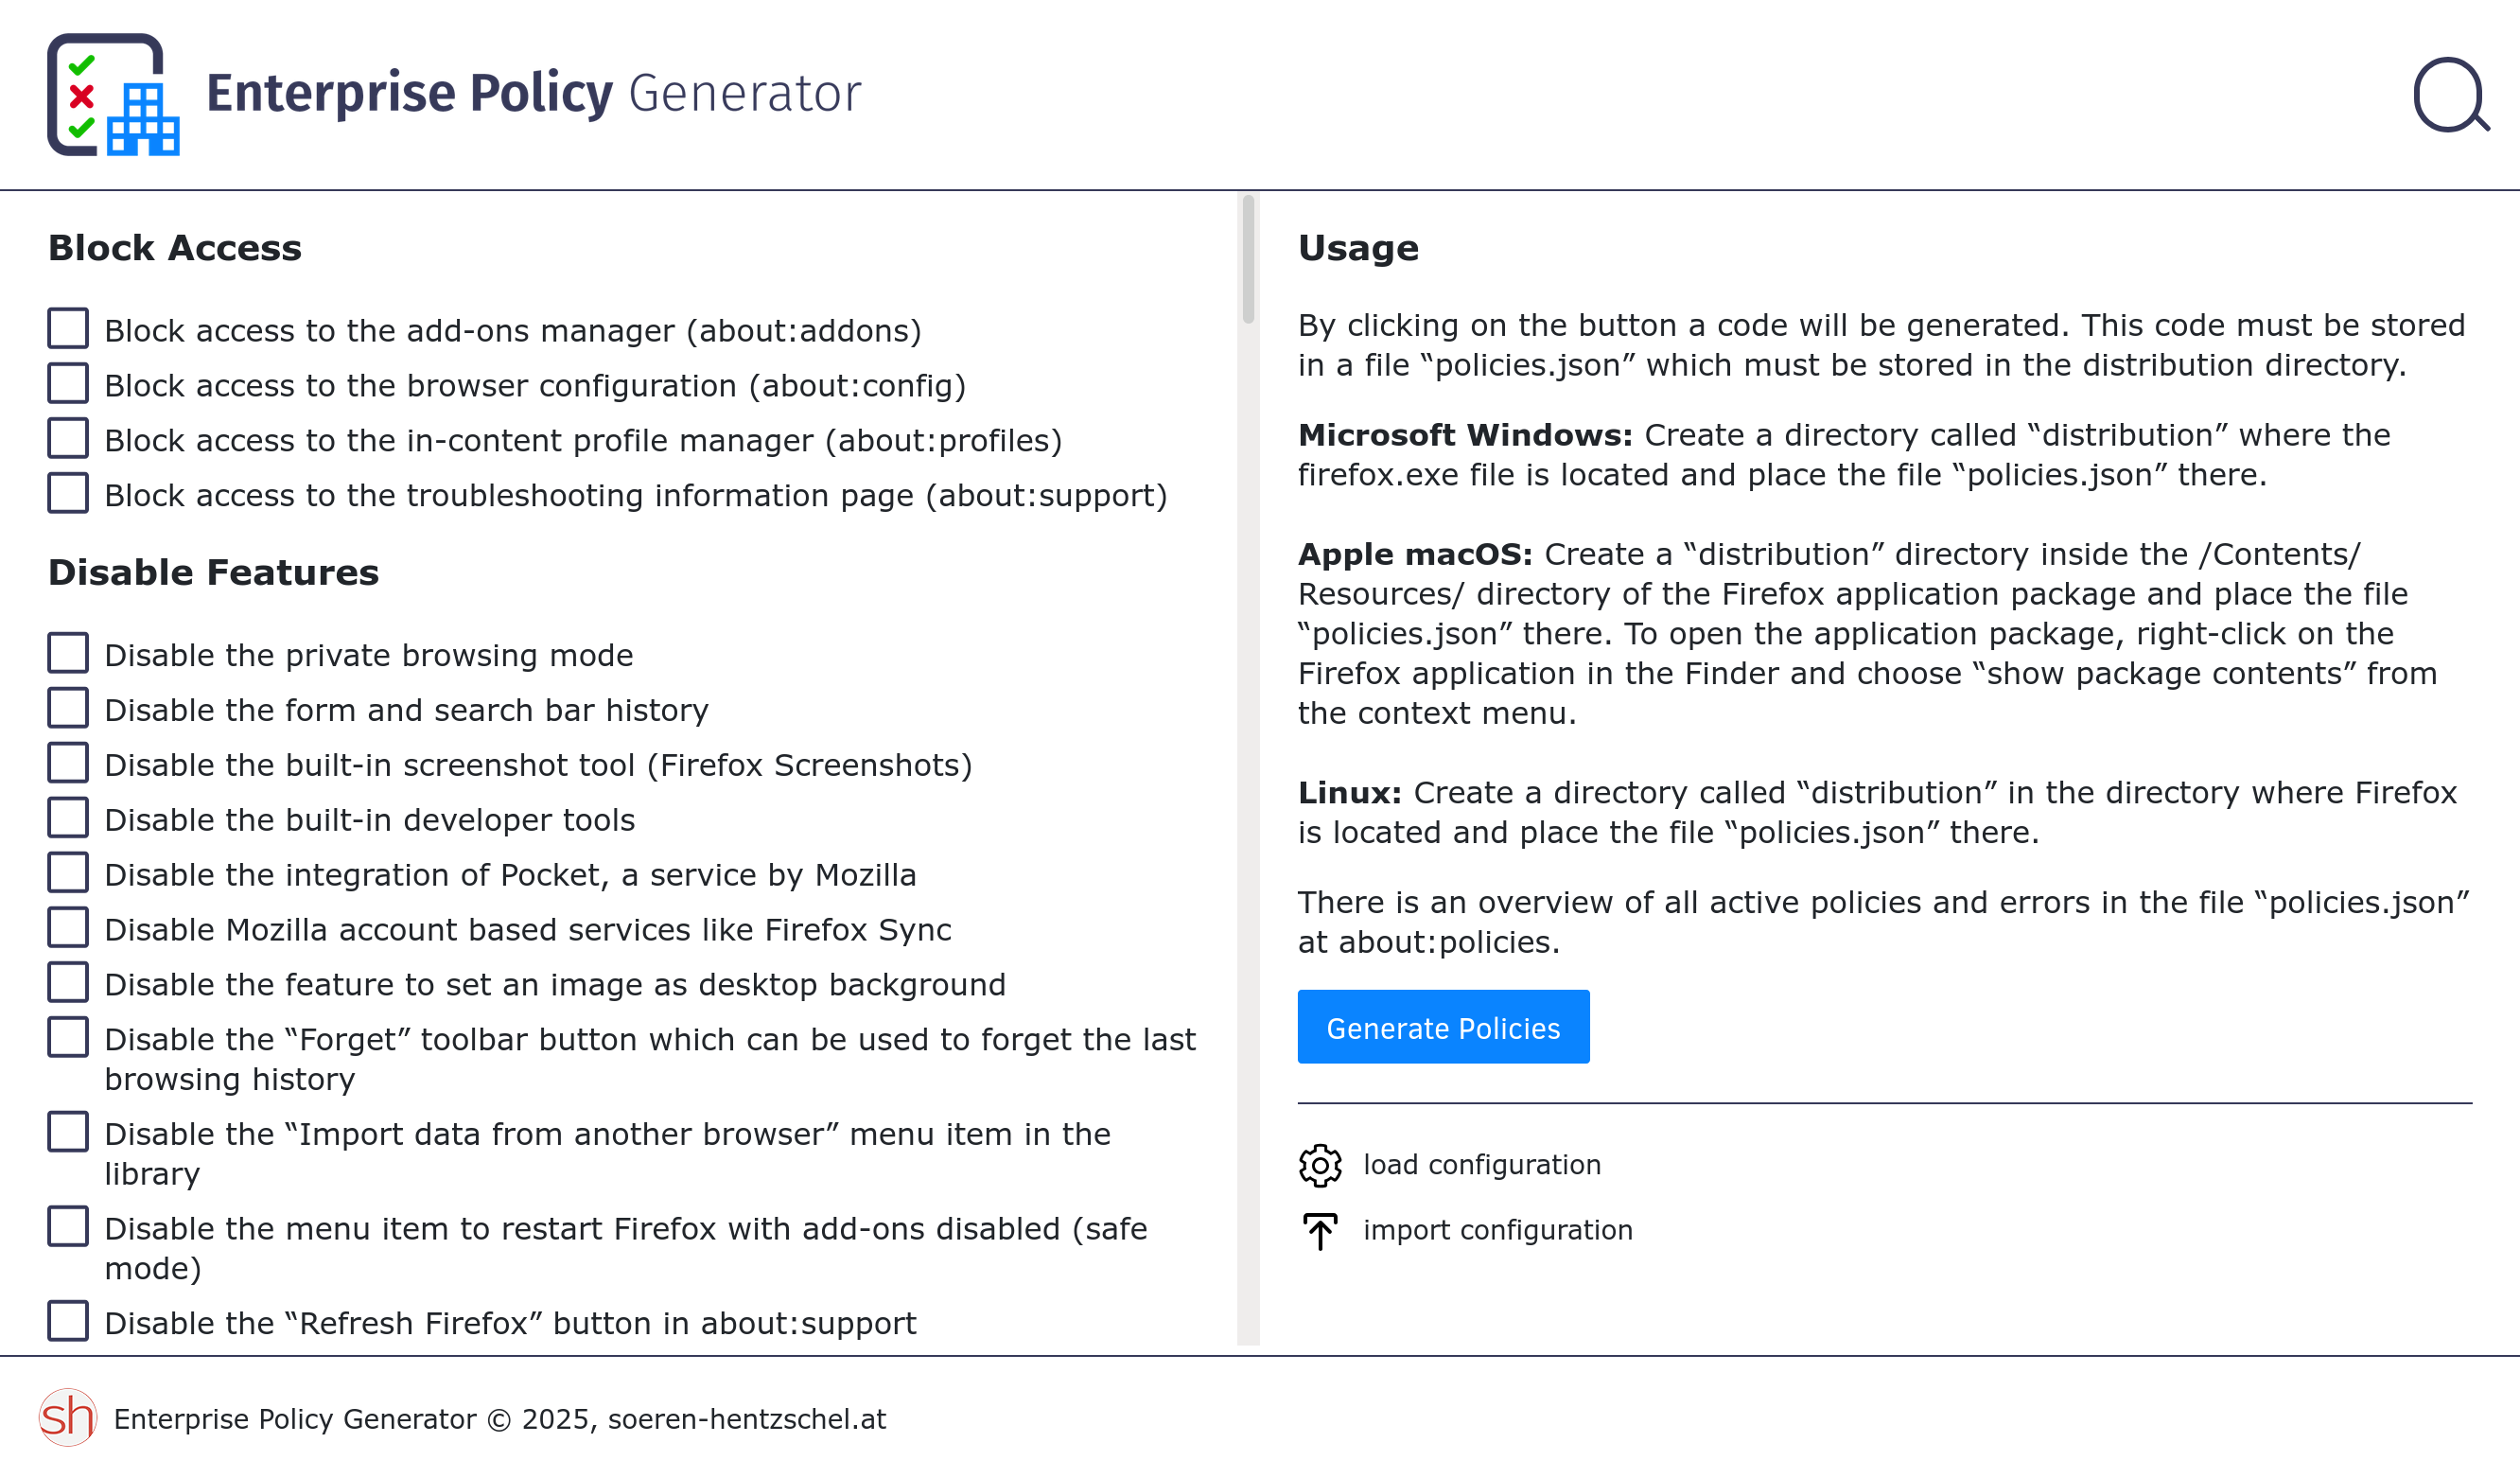 Enterprise Policy Generator
Block Access
Block access to the add-ons manager (about:addons)
Block access to the browser configuration (about:config)
Block access to the in-content profile manager (about:profiles)
Block access to the troubleshooting information page (about:support)
Disable Features
Disable the private browsing mode
Disable the form and search bar history
Disable the built-in screenshot tool (Firefox Screenshots)
Disable the built-in developer tools
Disable the integration of Pocket, a service by Mozilla
Disable Mozilla account based services like Firefox Sync
Disable the feature to set an image as desktop background
Disable the “Forget” toolbar button which can be used to forget the last
browsing history
Disable the “Import data from another browser” menu item in the
library
Disable the menu item to restart Firefox with add-ons disabled (safe
mode)
Disable the “Refresh Firefox” button in about:support
Usage
By clicking on the button a code will be generated. This code must be stored
in a file “policies.json” which must be stored in the distribution directory.
Microsoft Windows: Create a directory called “distribution” where the
firefox.exe file is located and place the file “policies.json” there.
Apple macOS: Create a “distribution” directory inside the /Contents/
Resources/ directory of the Firefox application package and place the file
“policies.json” there. To open the application package, right-click on the
Firefox application in the Finder and choose “show package contents” from
the context menu.
Linux: Create a directory called “distribution” in the directory where Firefox
is located and place the file “policies.json” there.
There is an overview of all active policies and errors in the file “policies.json”
at about:policies.
Generate Policies
load configuration
import configuration
sh
Enterprise Policy Generator © 2025, soeren-hentzschel.at